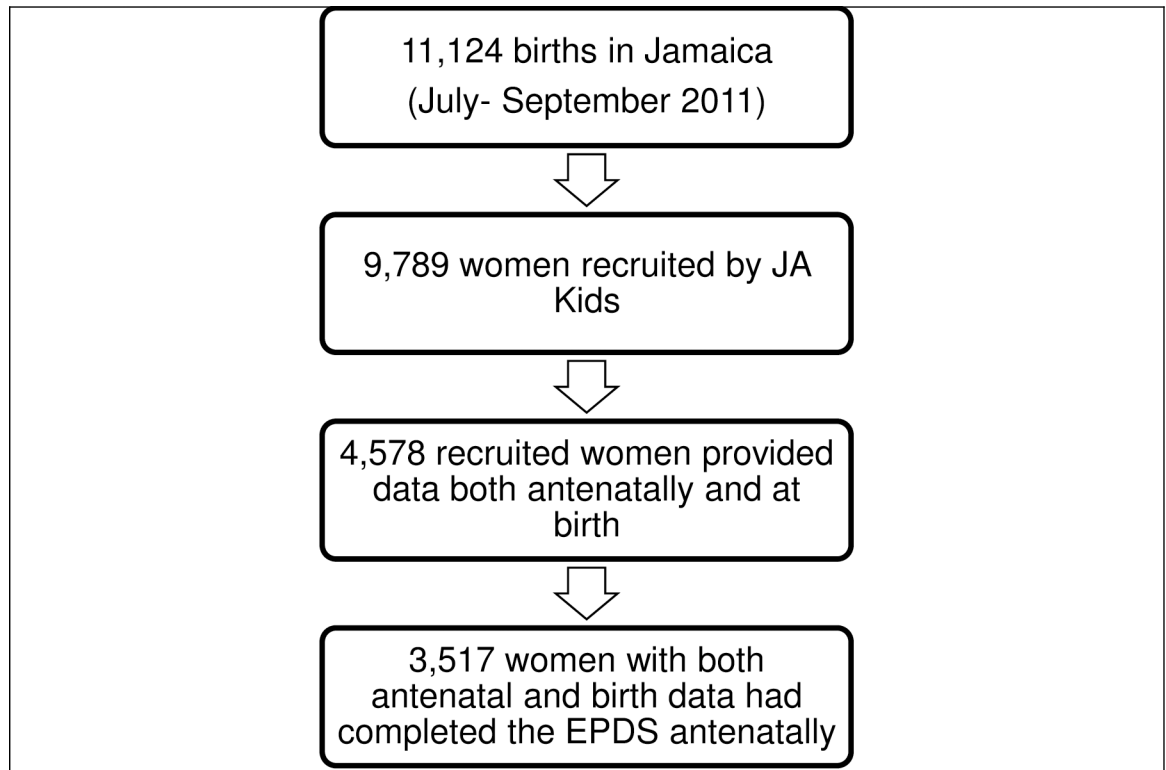 11,124 births in Jamaica
(July- September 2011)
9,789 women recruited by JA
Kids
4,578 recruited women provided
data both antenatally and at
birth
3,517 women with both
antenatal and birth data had
completed the EPDS antenatally